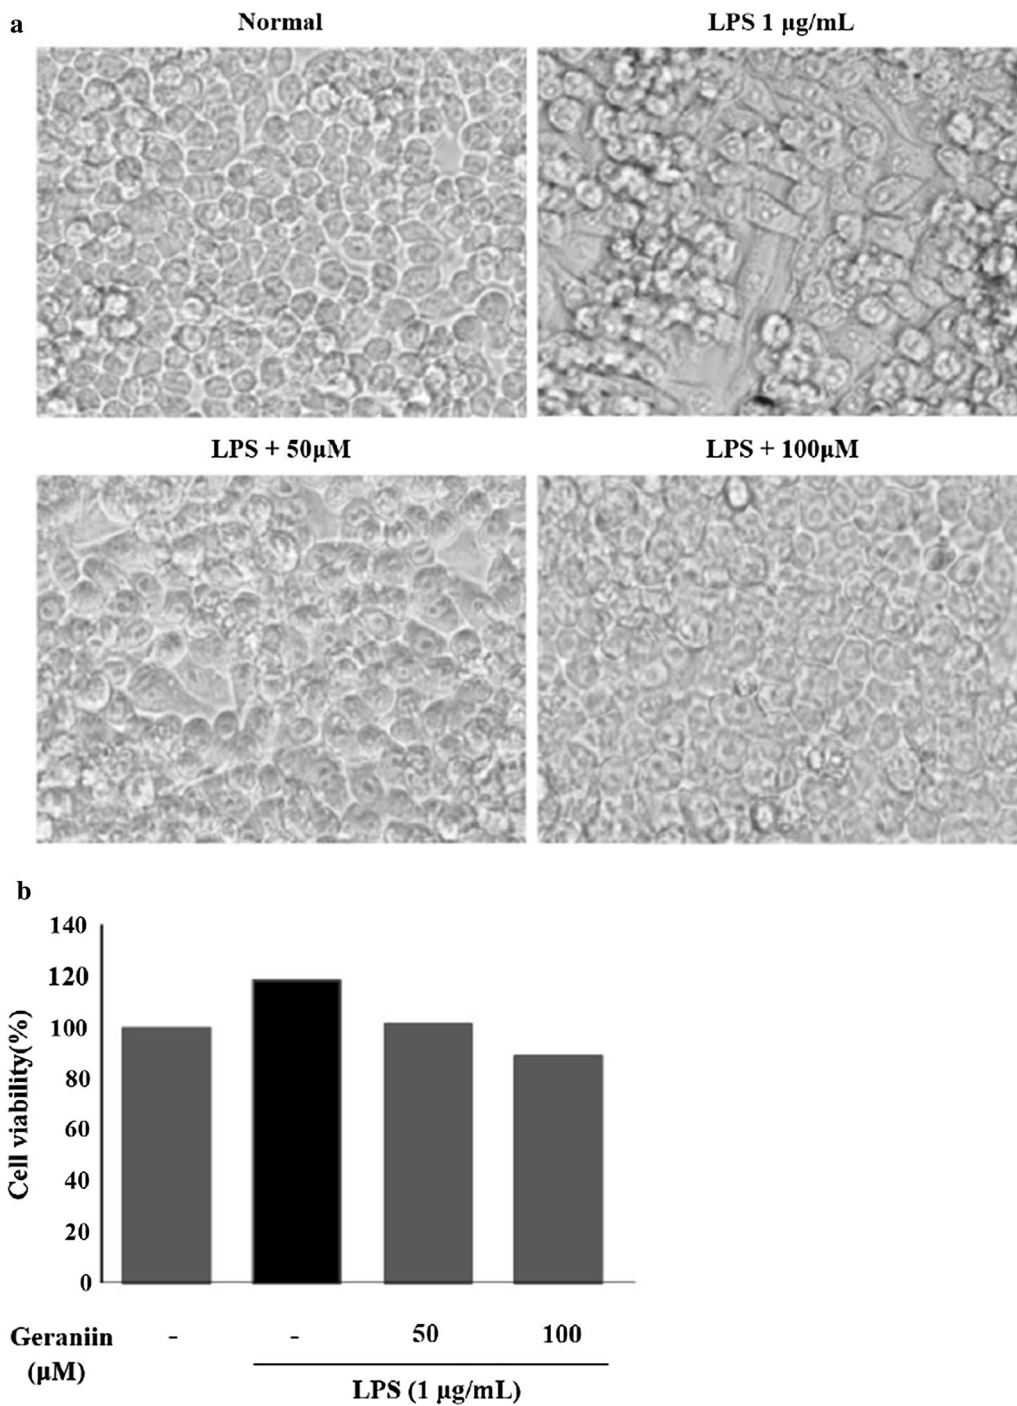 a
Normal
LPS 1 μg/mL
LPS + 50μM
LPS + 100μM
b
140
120
100
80
60
40
20
0
Cell viability(%)
Geraniin - - 50 100
(μM)
LPS (1 μg/mL)